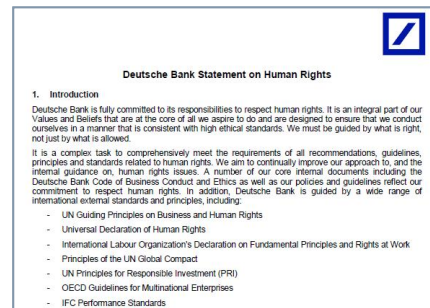 Deutsche Bank Statement on Human Rights
1. Introduction
Deutsche Bank is fully committed to its responsibilities to respect human rights. It is an integral part of our
Values and Beliefs that are at the core of all we aspire to do and are designed to ensure that we conduct
ourselves in a manner that is consistent with high ethical standards. We must be guided by what is right,
not just by what is allowed.
It is a complex task to comprehensively meet the requirements of all recommendations, guidelines,
principles and standards related to human rights. We aim to continually improve our approach to, and the
internal guidance on, human rights issues. A number of our core internal documents including the
Deutsche Bank Code of Business Conduct and Ethics as well as our policies and guidelines reflect our
commitment to respect human rights. In addition, Deutsche Bank is guided by a wide range of
international external standards and principles, including:
- UN Guiding Principles on Business and Human Rights
- Universal Declaration of Human Rights
- International Labour Organization's Declaration on Fundamental Principles and Rights at Work
- Principles of the UN Global Compact
- UN Principles for Responsible Investment (PRI)
- OECD Guidelines for Multinational Enterprises
- IFC Performance Standards